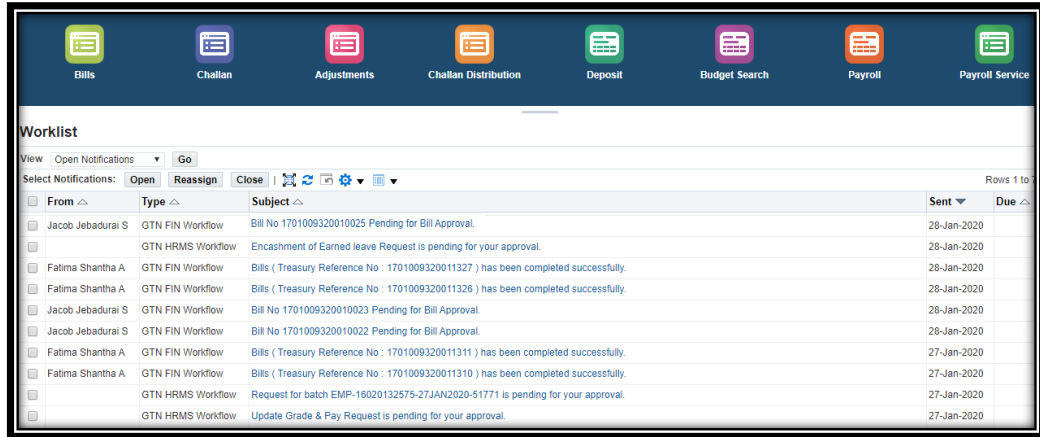 Bills Challan Adjustments Challan Distribution Deposit Budget Search Payroll Payroll Service
Worklist
View Open Notifications Go
Select Notifications: Open Reassign Close Rows 1 to
From Type Subject Sent Due
Jacob Jebadurai S GTN FIN Workflow Bill No 1701009320010025 Pending for Bill Approval. 28-Jan-2020
GTN HRMS Workflow Encashment of Earned leave Request is pending for your approval. 28-Jan-2020
Fatima Shantha A GTN FIN Workflow Bills ( Treasury Reference No : 1701009320011327 ) has been completed successfully. 28-Jan-2020
Fatima Shantha A GTN FIN Workflow Bills ( Treasury Reference No : 1701009320011326 ) has been completed successfully. 28-Jan-2020
Jacob Jebadurai S GTN FIN Workflow Bill No 1701009320010023 Pending for Bill Approval. 28-Jan-2020
Jacob Jebadurai S GTN FIN Workflow Bill No 1701009320010022 Pending for Bill Approval. 28-Jan-2020
Fatima Shantha A GTN FIN Workflow Bills ( Treasury Reference No : 1701009320011311 ) has been completed successfully. 27-Jan-2020
Fatima Shantha A GTN FIN Workflow Bills ( Treasury Reference No : 1701009320011310 ) has been completed successfully. 27-Jan-2020
GTN HRMS Workflow Request for batch EMP-16020132575-27JAN2020-51771 is pending for your approval. 27-Jan-2020
GTN HRMS Workflow Update Grade & Pay Request is pending for your approval. 27-Jan-2020